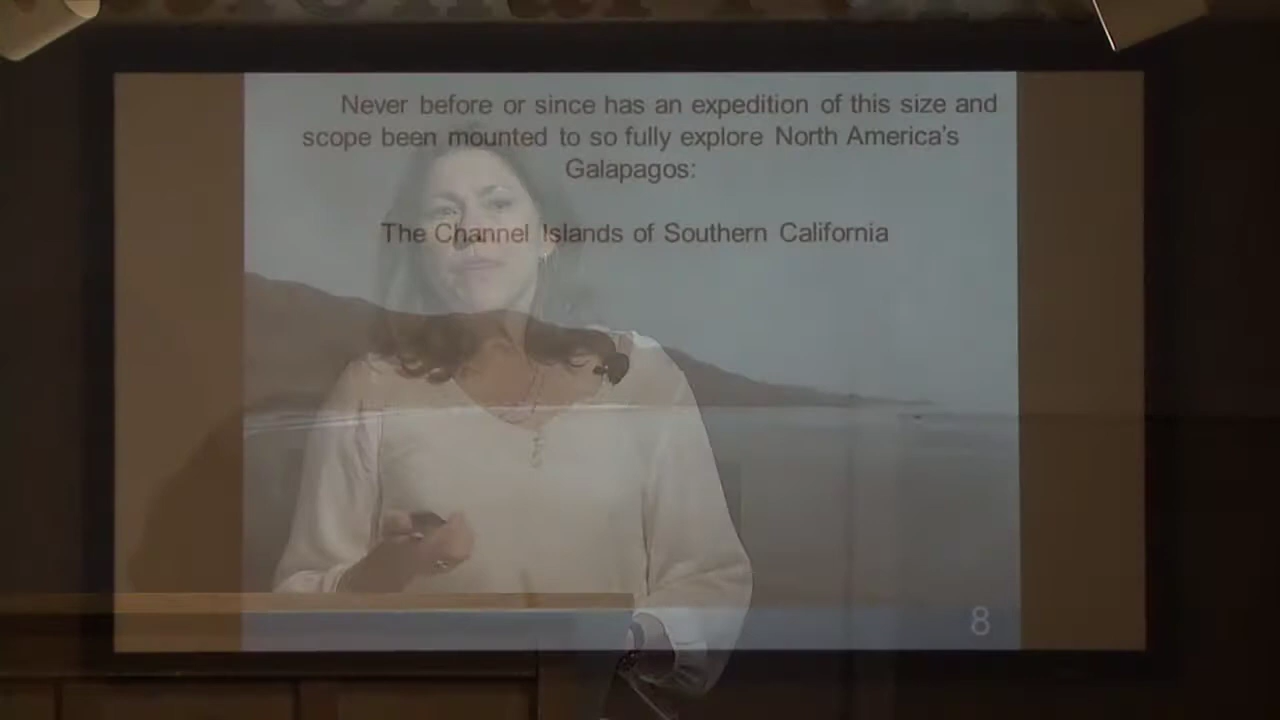 Never before or since has an expedition of this size and
scope been mounted to so fully explore North America's
Galapagos:
The Channel Islands of Southern California
8